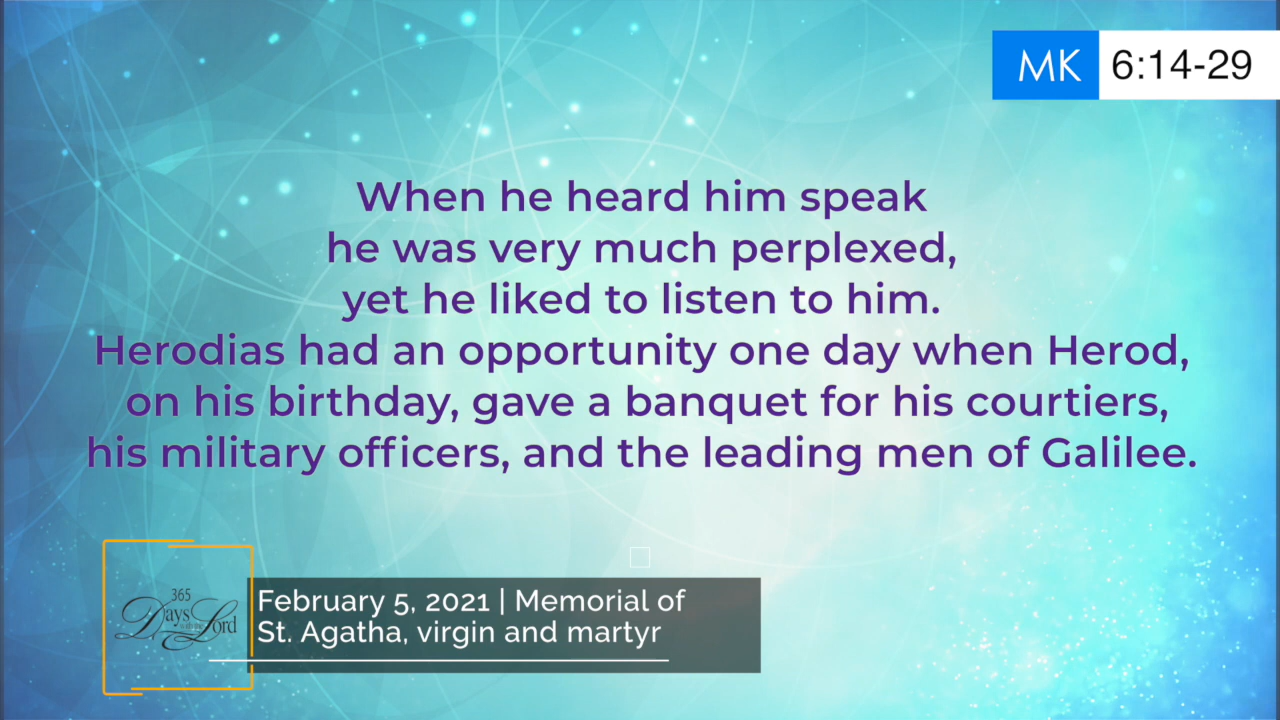 MK 6:14-29
When he heard him speak
he was very much perplexed,
yet he liked to listen to him.
Herodias had an opportunity one day when Herod,
on his birthday, gave a banquet for his courtiers,
his military officers, and the leading men of Galilee.
365
Days Lord
February 5, 2021 | Memorial of
St. Agatha, virgin and martyr